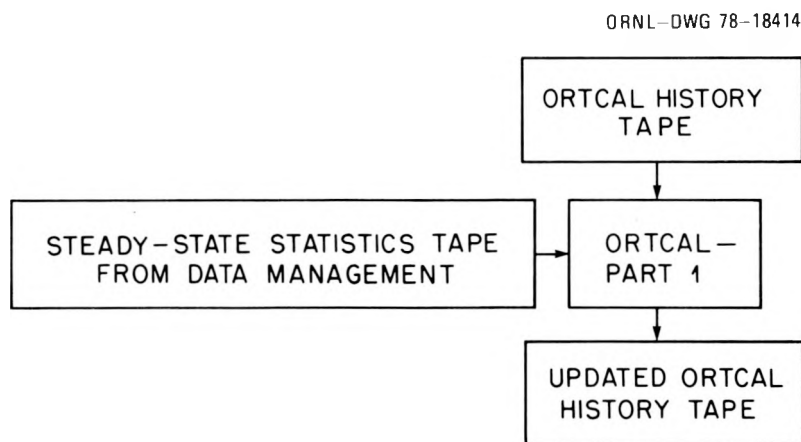 ORNL-DWG 78-18414
ORTCAL HISTORY
TAPE
STEADY-STATE STATISTICS TAPE
FROM DATA MANAGEMENT
ORTCAL-
PART 1
UPDATED ORTCAL
HISTORY TAPE